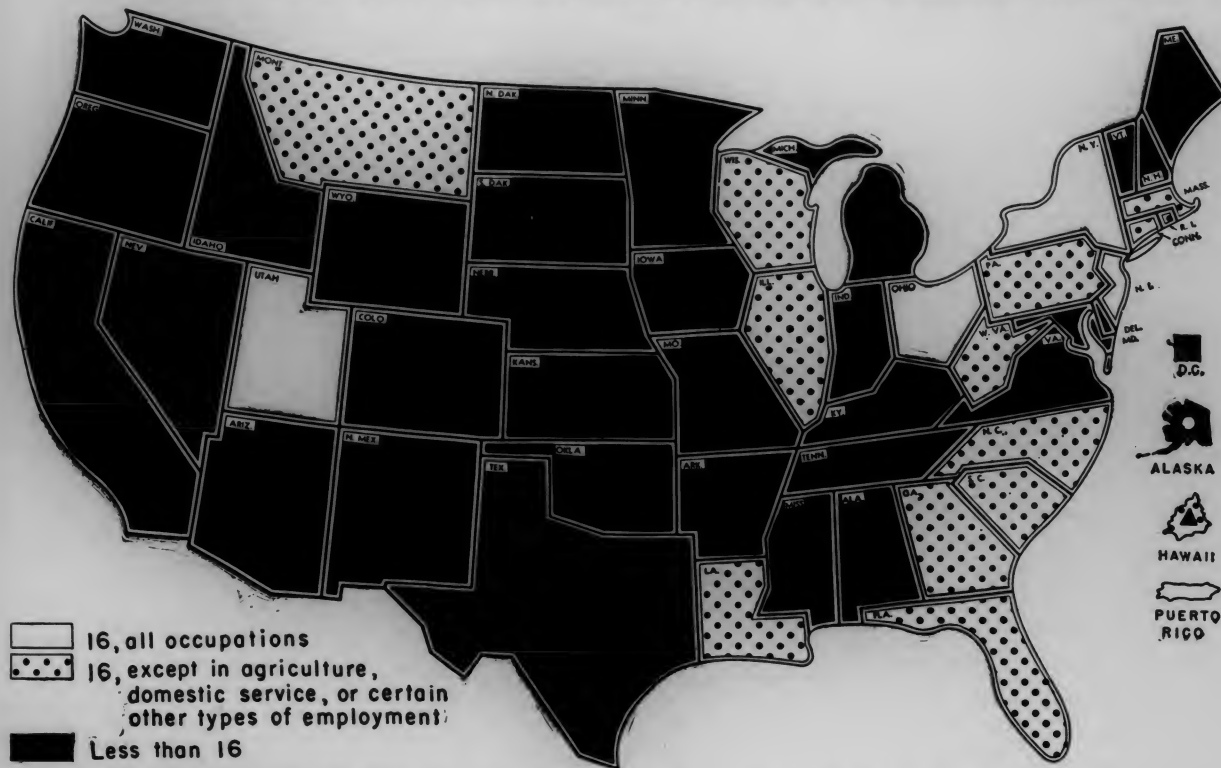 WASH.
MONT.
N. DAK.
MINN.
ME.
OREG.
MICH.
WIS.
N.Y.
VT.
N.H.
MASS.
S. DAK.
WYO.
R.I.
CONN.
CALIF.
NEV.
IDAHO
IOWA
PA.
NEBR.
UTAH
ILL.
IND.
OHIO
N.J.
COLO.
MO.
W. VA.
VA.
DEL.
MD.
KANS.
D.C.
KY.
ARIZ.
N. MEX.
N.C.
OKLA.
TENN.
TEX.
ARK.
S.C.
ALASKA
MISS.
ALA.
GA.
HAWAII
LA.
FLA.
PUERTO
RICO
16, all occupations
16, except in agriculture,
domestic service, or certain
other types of employment
Less than 16